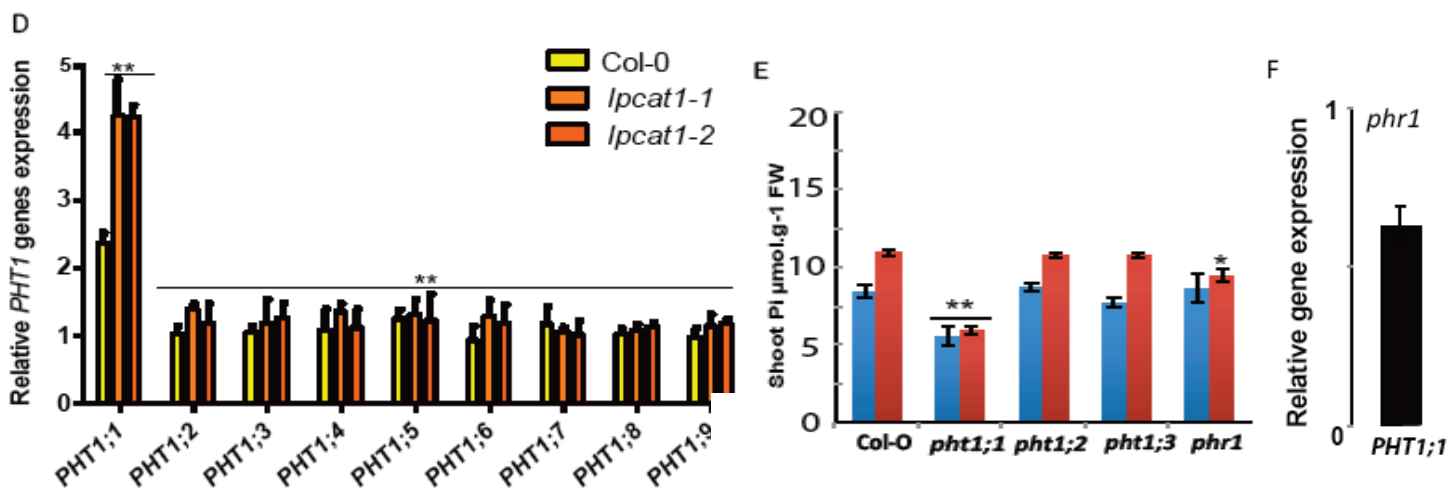 D
Relative PHT1 genes expression
5
4
3
2
1
0
**
**
Col-0
lpcat1-1
lpcat1-2
PHT1;1
PHT1;2
PHT1;3
PHT1;4
PHT1;5
PHT1;6
PHT1;7
PHT1;8
PHT1;9
E
Shoot Pi µmol.g-1 FW
20
15
10
5
0
**
*
Col-O
pht1;1
pht1;2
pht1;3
phr1
F
Relative gene expression
1
0
phr1
PHT1;1